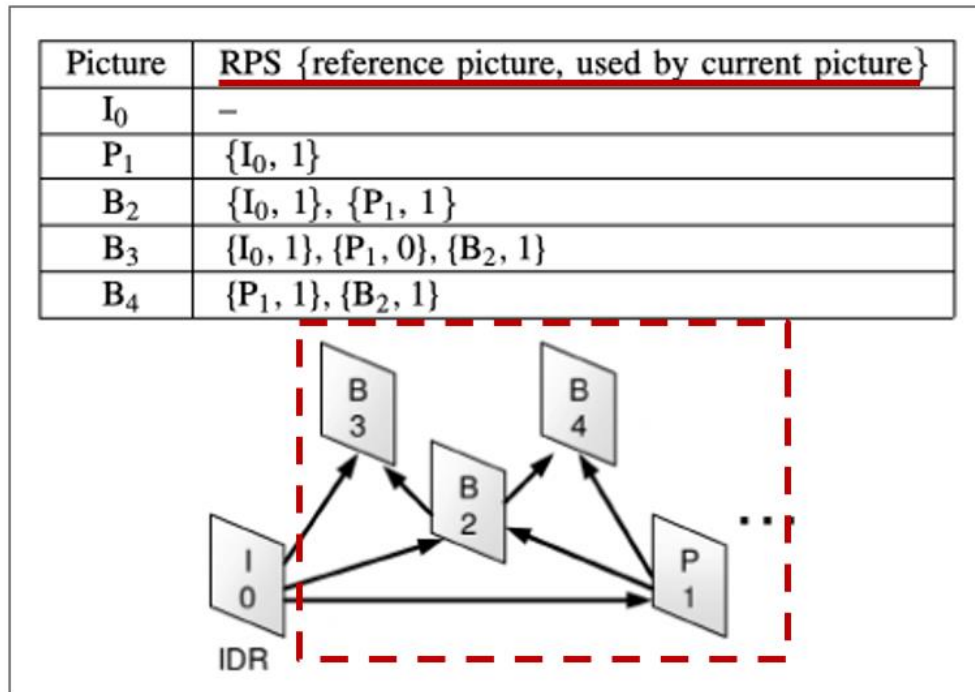 Picture RPS {reference picture, used by current picture}
I₀ –
P₁ {I₀, 1}
B₂ {I₀, 1}, {P₁, 1 }
B₃ {I₀, 1}, {P₁, 0}, {B₂, 1}
B₄ {P₁, 1}, {B₂, 1}
B
3
B
4
B
2
I
0
P
1
...
IDR